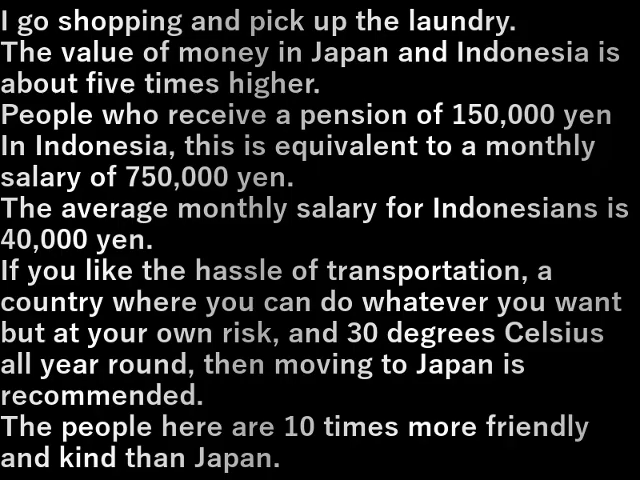 I go shopping and pick up the laundry.
The value of money in Japan and Indonesia is
about five times higher.
People who receive a pension of 150,000 yen
In Indonesia, this is equivalent to a monthly
salary of 750,000 yen.
The average monthly salary for Indonesians is
40,000 yen.
If you like the hassle of transportation, a
country where you can do whatever you want
but at your own risk, and 30 degrees Celsius
all year round, then moving to Japan is
recommended.
The people here are 10 times more friendly
and kind than Japan.